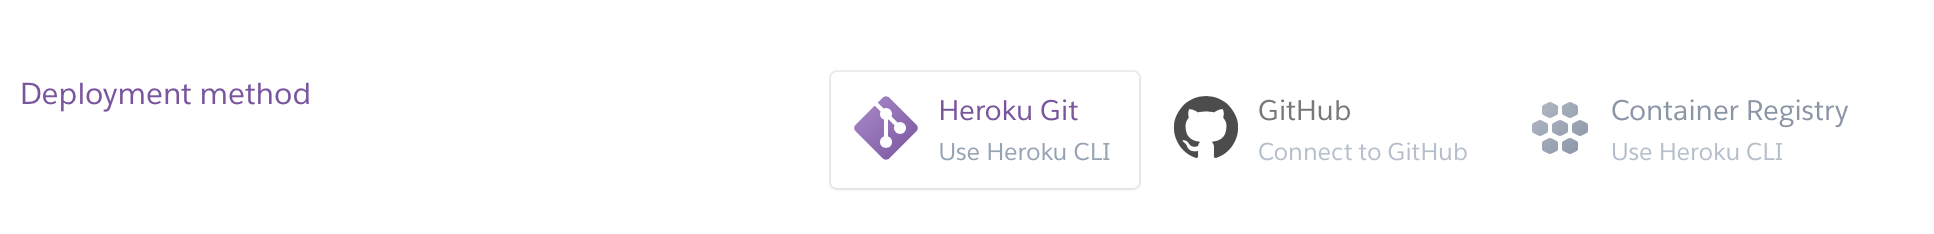 Deployment method
Heroku Git
Use Heroku CLI
GitHub
Connect to GitHub
Container Registry
Use Heroku CLI